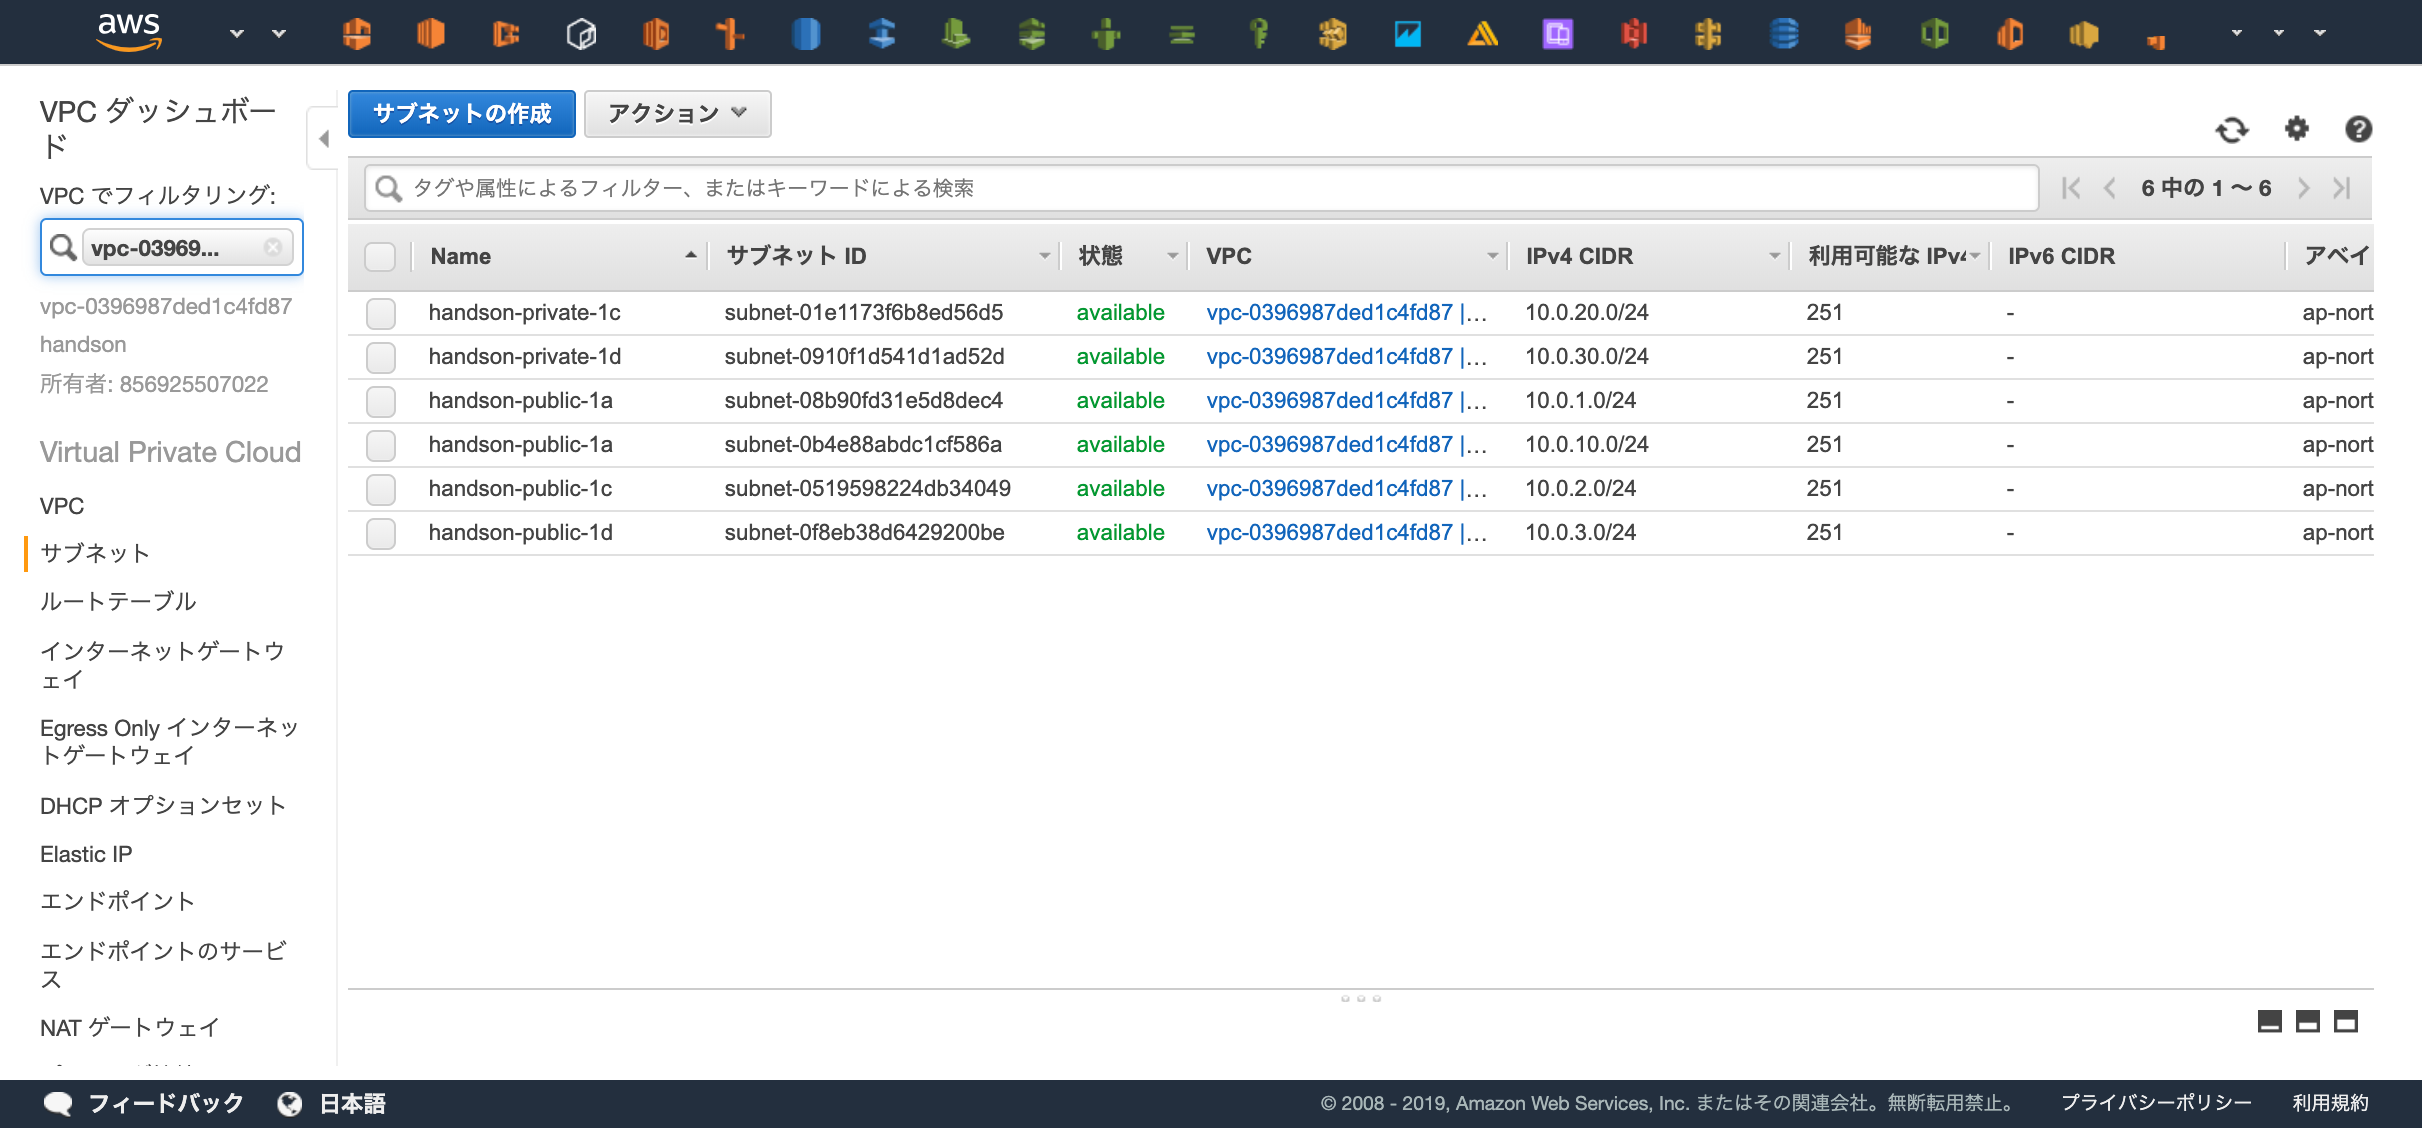 aws
VPC ダッシュボー
ド
VPC でフィルタリング:
vpc-03969...
vpc-0396987ded1c4fd87
handson
所有者: 856925507022
Virtual Private Cloud
VPC
サブネット
ルートテーブル
インターネットゲートウ
ェイ
Egress Only インターネッ
トゲートウェイ
DHCP オプションセット
Elastic IP
エンドポイント
エンドポイントのサービ
ス
NAT ゲートウェイ
サブネットの作成 アクション
タグや属性によるフィルター、またはキーワードによる検索 6 中の 1 ～ 6
Name サブネット ID 状態 VPC IPv4 CIDR 利用可能な IPv4 IPv6 CIDR アベイ
handson-private-1c subnet-01e1173f6b8ed56d5 available vpc-0396987ded1c4fd87 |... 10.0.20.0/24 251 - ap-nort
handson-private-1d subnet-0910f1d541d1ad52d available vpc-0396987ded1c4fd87 |... 10.0.30.0/24 251 - ap-nort
handson-public-1a subnet-08b90fd31e5d8dec4 available vpc-0396987ded1c4fd87 |... 10.0.1.0/24 251 - ap-nort
handson-public-1a subnet-0b4e88abdc1cf586a available vpc-0396987ded1c4fd87 |... 10.0.10.0/24 251 - ap-nort
handson-public-1c subnet-0519598224db34049 available vpc-0396987ded1c4fd87 |... 10.0.2.0/24 251 - ap-nort
handson-public-1d subnet-0f8eb38d6429200be available vpc-0396987ded1c4fd87 |... 10.0.3.0/24 251 - ap-nort
フィードバック 日本語 © 2008 - 2019, Amazon Web Services, Inc. またはその関連会社。無断転用禁止。 プライバシーポリシー 利用規約